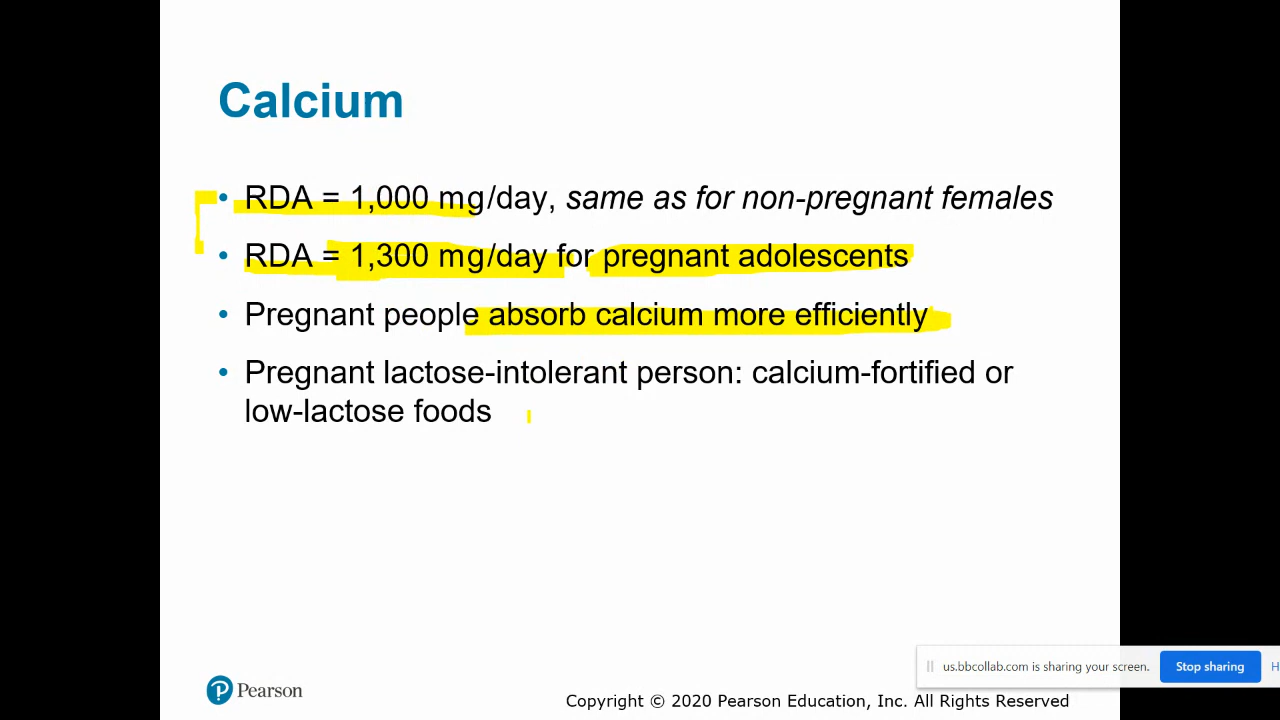 Calcium
• RDA = 1,000 mg/day, same as for non-pregnant females
• RDA = 1,300 mg/day for pregnant adolescents
• Pregnant people absorb calcium more efficiently
• Pregnant lactose-intolerant person: calcium-fortified or
low-lactose foods
us.bbcollab.com is sharing your screen. Stop sharing H
Pearson
Copyright © 2020 Pearson Education, Inc. All Rights Reserved